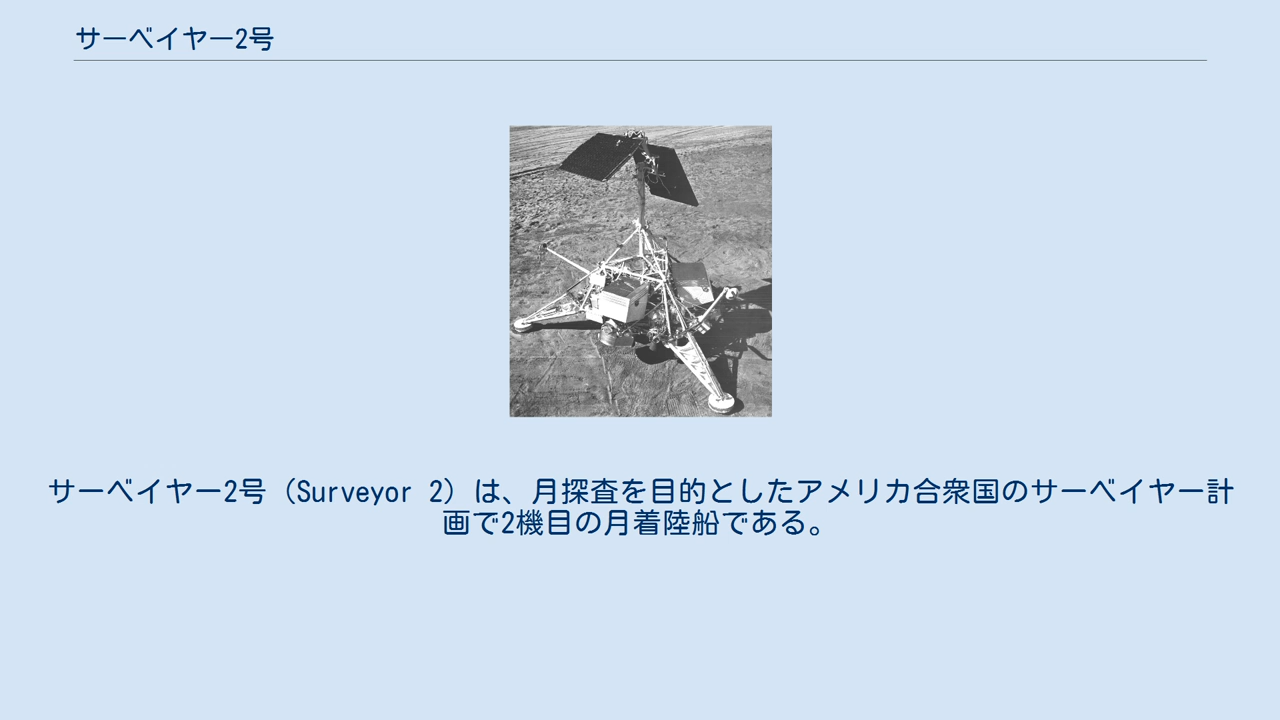 サーベイヤー2号
サーベイヤー2号（Surveyor 2）は、月探査を目的としたアメリカ合衆国のサーベイヤー計
画で2機目の月着陸船である。